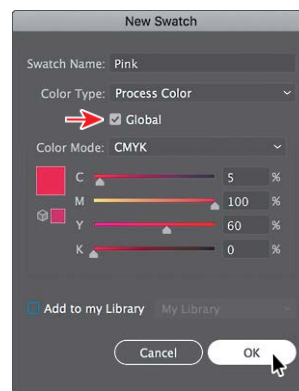 New Swatch
Swatch Name: Pink
Color Type: Process Color
Global
Color Mode: CMYK
C 5 %
M 100 %
Y 60 %
K 0 %
Add to my Library My Library
Cancel OK